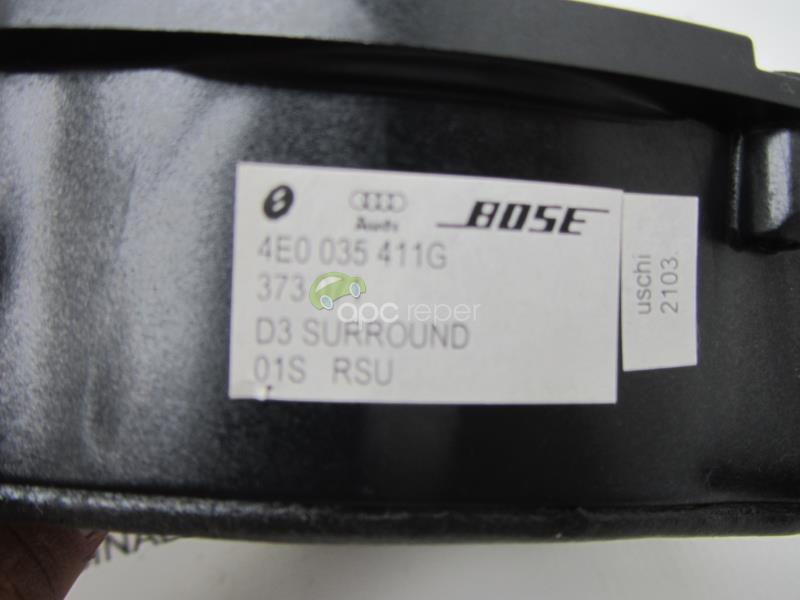 Audi BOSE
4E0 035 411G
373
apc reper
D3 SURROUND
01S RSU
uschi
2103.